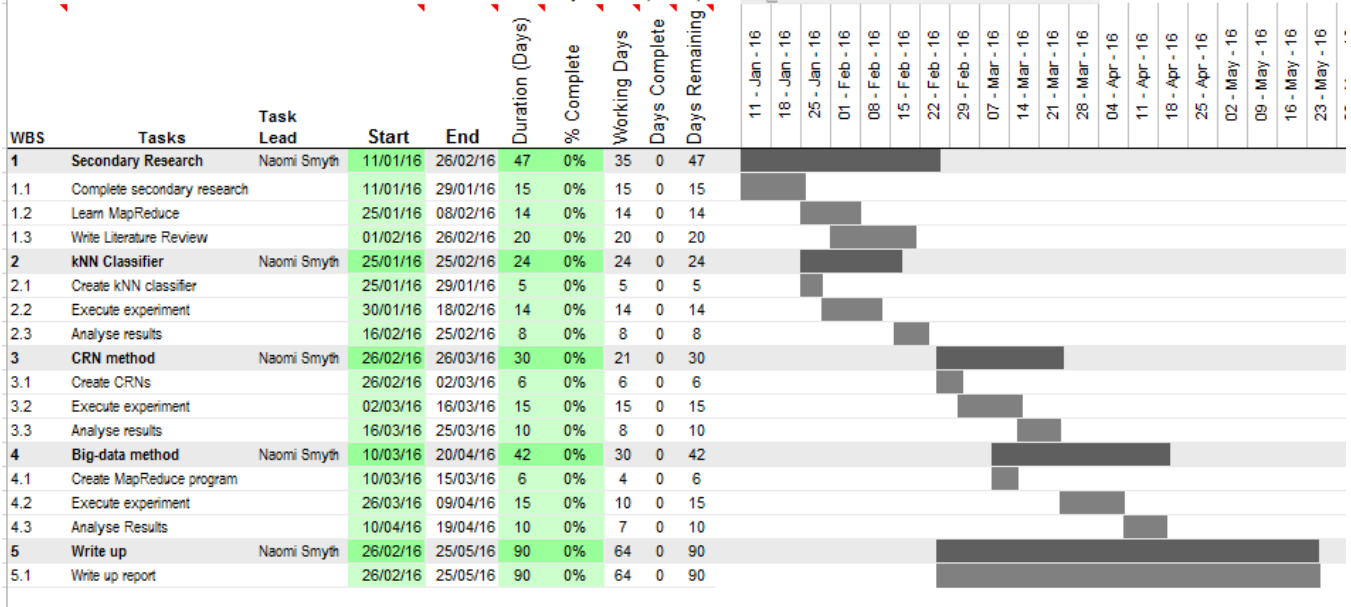 Duration (Days)
% Complete
Working Days
Days Complete
Days Remaining
11 - Jan - 16
18 - Jan - 16
25 - Jan - 16
01 - Feb - 16
08 - Feb - 16
15 - Feb - 16
22 - Feb - 16
29 - Feb - 16
07 - Mar - 16
14 - Mar - 16
21 - Mar - 16
28 - Mar - 16
04 - Apr - 16
11 - Apr - 16
18 - Apr - 16
25 - Apr - 16
02 - May - 16
09 - May - 16
16 - May - 16
23 - May - 16
Task
WBS Tasks Lead Start End
1 Secondary Research Naomi Smyth 11/01/16 26/02/16 47 0% 35 0 47
1.1 Complete secondary research 11/01/16 29/01/16 15 0% 15 0 15
1.2 Learn MapReduce 25/01/16 08/02/16 14 0% 14 0 14
1.3 Write Literature Review 01/02/16 26/02/16 20 0% 20 0 20
2 kNN Classifier Naomi Smyth 25/01/16 25/02/16 24 0% 24 0 24
2.1 Create kNN classifier 25/01/16 29/01/16 5 0% 5 0 5
2.2 Execute experiment 30/01/16 18/02/16 14 0% 14 0 14
2.3 Analyse results 16/02/16 25/02/16 8 0% 8 0 8
3 CRN method Naomi Smyth 26/02/16 26/03/16 30 0% 21 0 30
3.1 Create CRNs 26/02/16 02/03/16 6 0% 6 0 6
3.2 Execute experiment 02/03/16 16/03/16 15 0% 15 0 15
3.3 Analyse results 16/03/16 25/03/16 10 0% 8 0 10
4 Big-data method Naomi Smyth 10/03/16 20/04/16 42 0% 30 0 42
4.1 Create MapReduce program 10/03/16 15/03/16 6 0% 4 0 6
4.2 Execute experiment 26/03/16 09/04/16 15 0% 10 0 15
4.3 Analyse Results 10/04/16 19/04/16 10 0% 7 0 10
5 Write up Naomi Smyth 26/02/16 25/05/16 90 0% 64 0 90
5.1 Write up report 26/02/16 25/05/16 90 0% 64 0 90